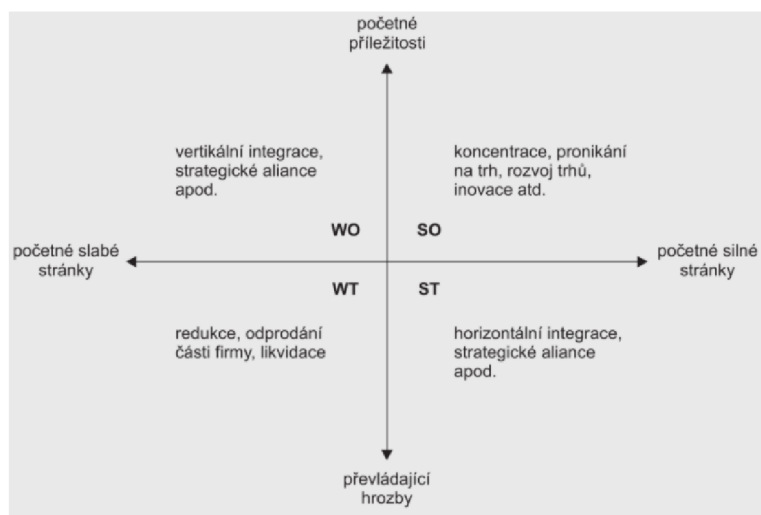 početné
příležitosti
vertikální integrace,
strategické aliance
apod.
koncentrace, pronikání
na trh, rozvoj trhů,
inovace atd.
WO
SO
početné slabé
stránky
početné silné
stránky
WT
ST
redukce, odprodání
části firmy, likvidace
horizontální integrace,
strategické aliance
apod.
převládající
hrozby